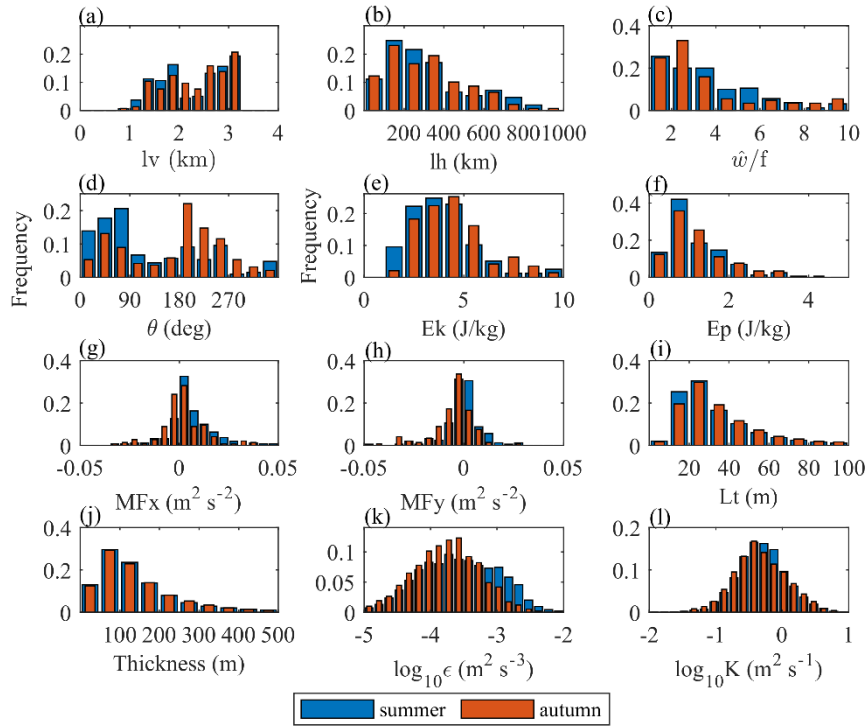 (a) (b) (c)
0.2 0.1 0
0.3 0.2 0.1 0
0.4 0.2 0
0 1 2 3 4
200 400 600 800 1000
2 4 6 8 10
lv (km) lh (km) ŵ/f
(d) (e) (f)
Frequency Frequency
0.2 0.1 0
0.2 0.1 0
0.4 0.2 0
0 90 180 270
0 5 10
0 2 4
θ (deg) Ek (J/kg) Ep (J/kg)
(g) (h) (i)
0.4 0.2 0
0.4 0.2 0
0.4 0.2 0
-0.05 0 0.05
-0.05 0 0.05
20 40 60 80 100
MFx (m² s⁻²) MFy (m² s⁻²) Lt (m)
(j) (k) (l)
0.4 0.2 0
0.1 0.05 0
0.2 0.1 0
100 200 300 400 500
-5 -4 -3 -2
-2 -1 0 1
Thickness (m) log₁₀ϵ (m² s⁻³) log₁₀K (m² s⁻¹)
summer autumn